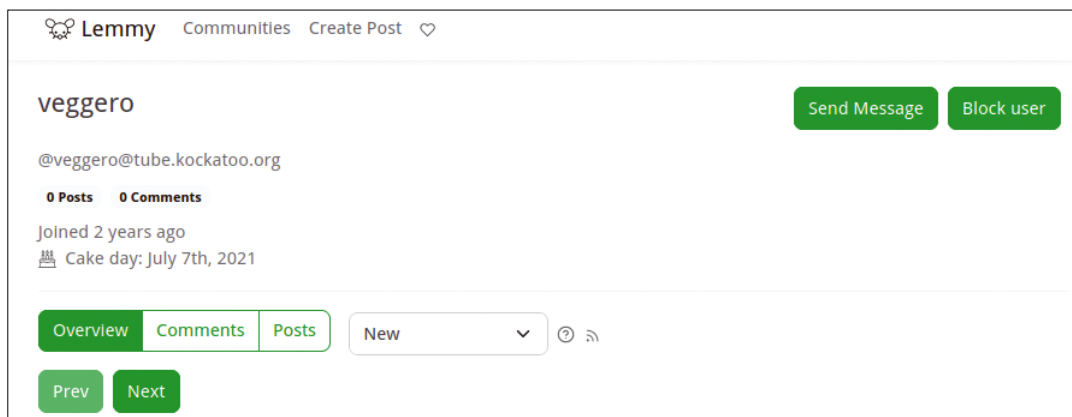 Lemmy Communities Create Post
veggero
Send Message Block user
@veggero@tube.kockatoo.org
0 Posts 0 Comments
Joined 2 years ago
Cake day: July 7th, 2021
Overview Comments Posts New
Prev Next